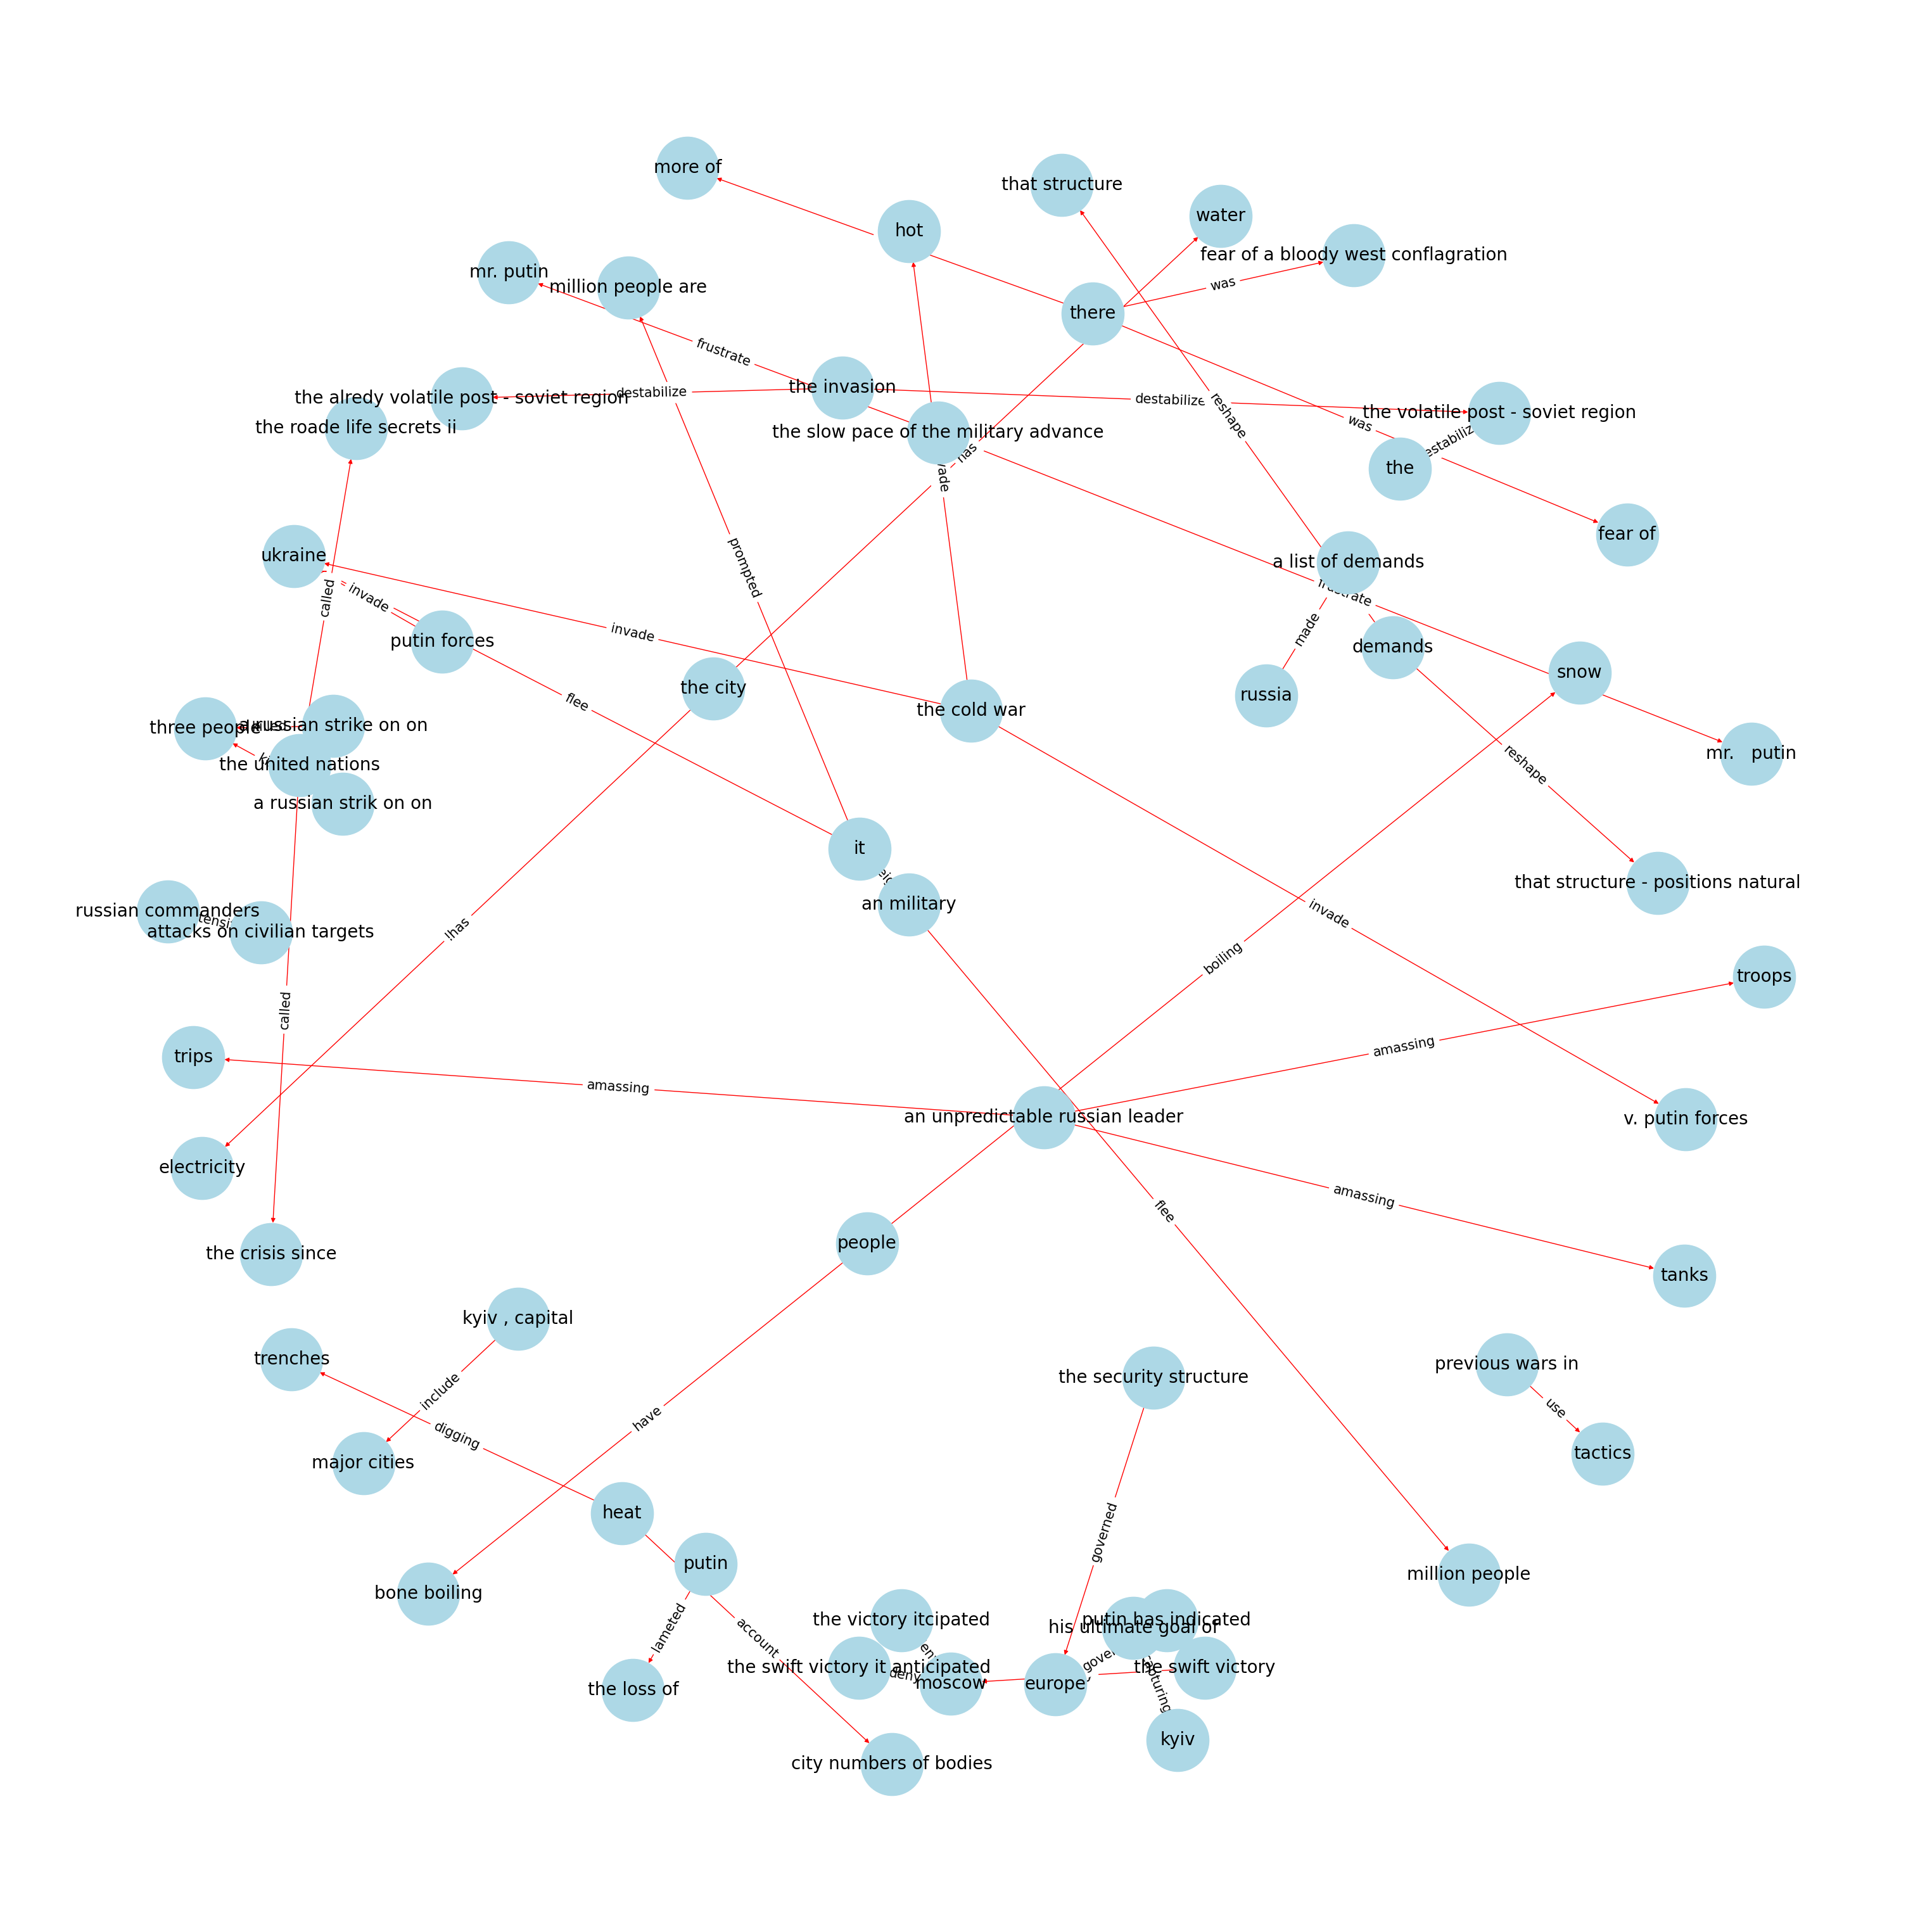 more of
that structure
water
hot
fear of a bloody west conflagration
mr. putin
million people are
was
there
frustrate
the invasion
destabilize
the alredy volatile post - soviet region
destabilize
the volatile post - soviet region
reshape
was
the roade life secrets ii
the slow pace of the military advance
has
the
fear of
ukraine
invade
prompted
a list of demands
called
invade
made
putin forces
demands
snow
the city
russia
flee
the cold war
three people
a russian strike on on
mr. putin
the united nations
reshape
a russian strik on on
it
that structure - positions natural
an military
russian commanders
invade
attacks on civilian targets
!has
boiling
troops
called
amassing
trips
amassing
an unpredictable russian leader
v. putin forces
electricity
amassing
flee
people
the crisis since
tanks
kyiv , capital
trenches
include
the security structure
previous wars in
use
have
digging
major cities
tactics
heat
governed
putin
million people
bone boiling
lameted
account
the victory itcipated
putin has indicated
his ultimate goal of
the swift victory it anticipated
deny
moscow
europe
the swift victory
the loss of
kyiv
city numbers of bodies